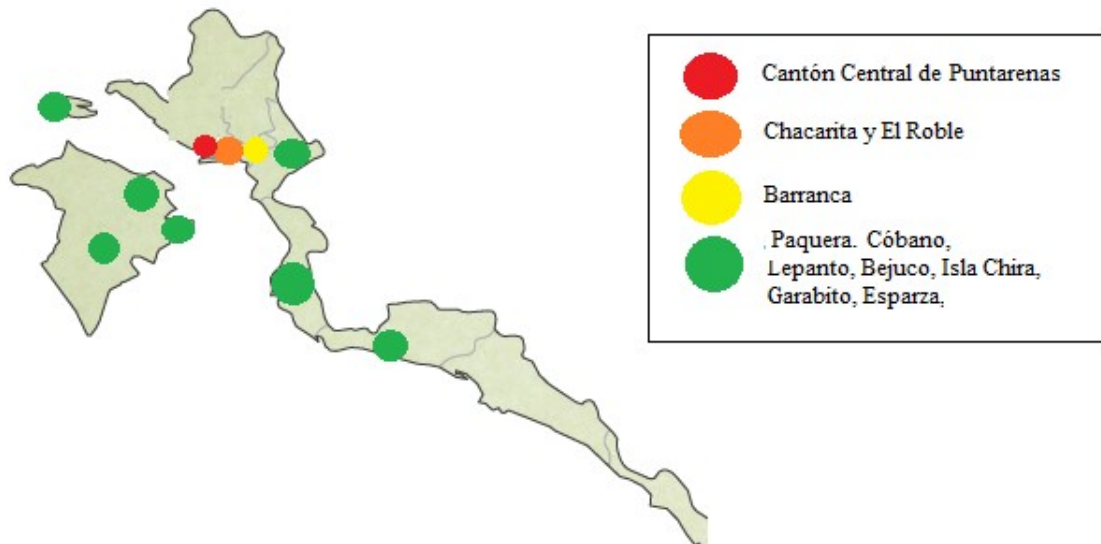 Cantón Central de Puntarenas
Chacarita y El Roble
Barranca
. Paquera. Cóbano,
Lepanto, Bejuco, Isla Chira,
Garabito, Esparza,